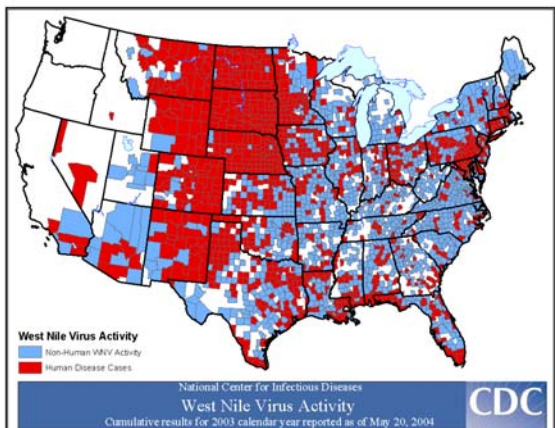 West Nile Virus Activity
Non-Human WNV Activity
Human Disease Cases
National Center for Infectious Diseases
West Nile Virus Activity
Cumulative results for 2003 calendar year reported as of May 20, 2004
CDC